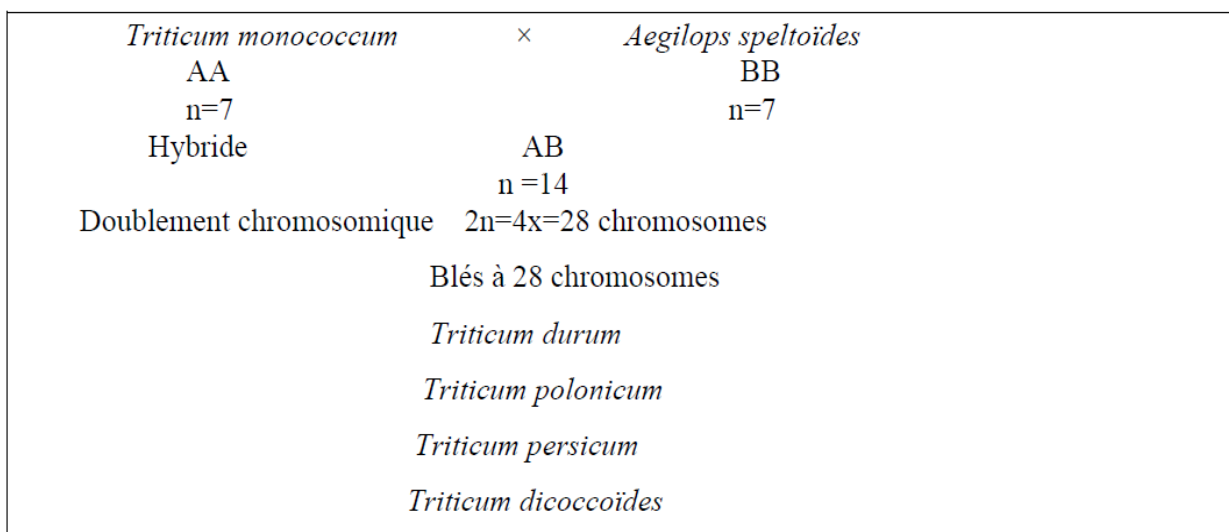 Triticum monococcum × Aegilops speltoïdes
AA BB
n=7 n=7
Hybride AB
n =14
Doublement chromosomique 2n=4x=28 chromosomes
Blés à 28 chromosomes
Triticum durum
Triticum polonicum
Triticum persicum
Triticum dicoccoïdes